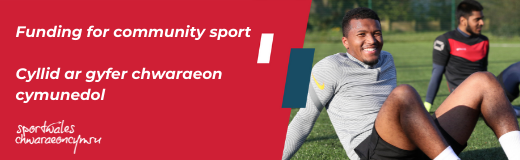 Funding for community sport
Cyllid ar gyfer chwaraeon
cymunedol
sportwales
chwaraeoncymru